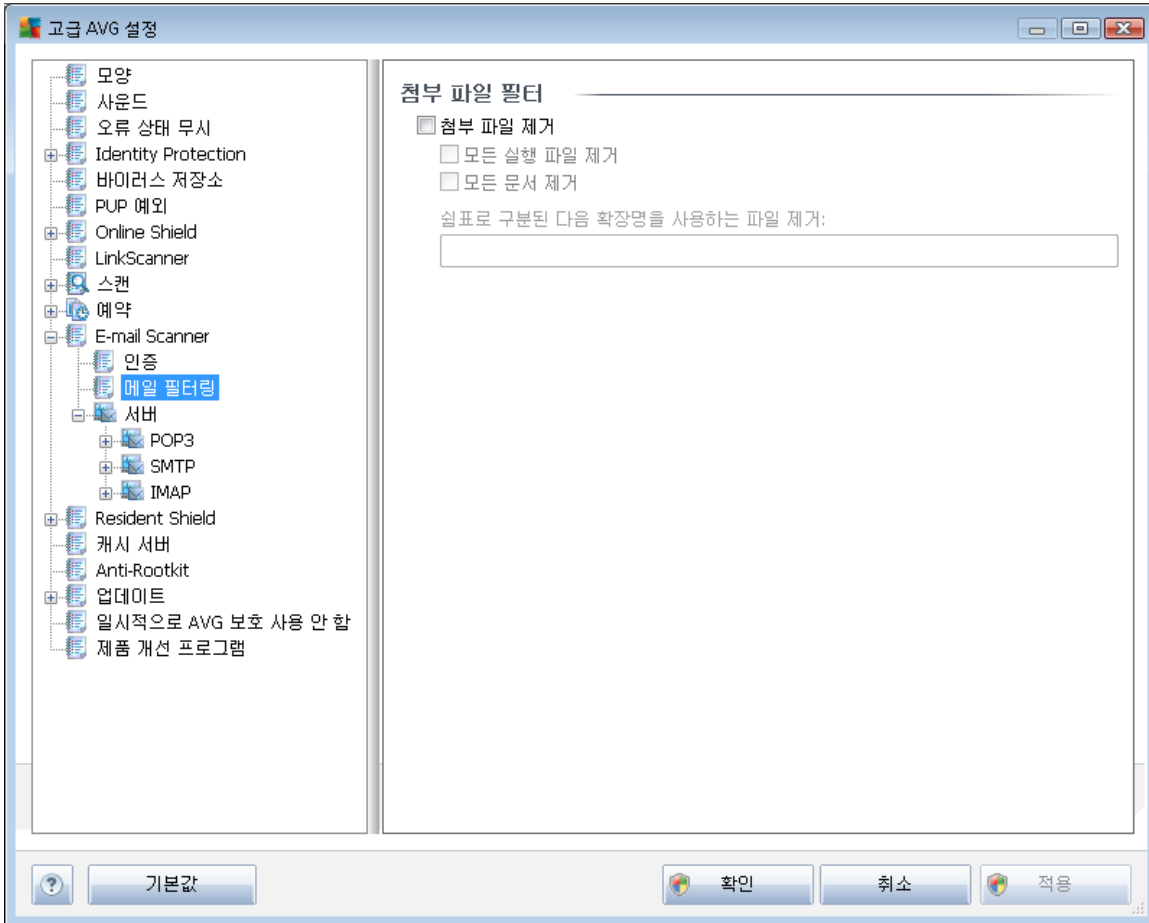 고급 AVG 설정
모양
사운드
오류 상태 무시
Identity Protection
바이러스 저장소
PUP 예외
Online Shield
LinkScanner
스캔
예약
E-mail Scanner
인증
메일 필터링
서버
POP3
SMTP
IMAP
Resident Shield
캐시 서버
Anti-Rootkit
업데이트
일시적으로 AVG 보호 사용 안 함
제품 개선 프로그램
첨부 파일 필터
첨부 파일 제거
모든 실행 파일 제거
모든 문서 제거
쉼표로 구분된 다음 확장명을 사용하는 파일 제거:
?
기본값
확인
취소
적용